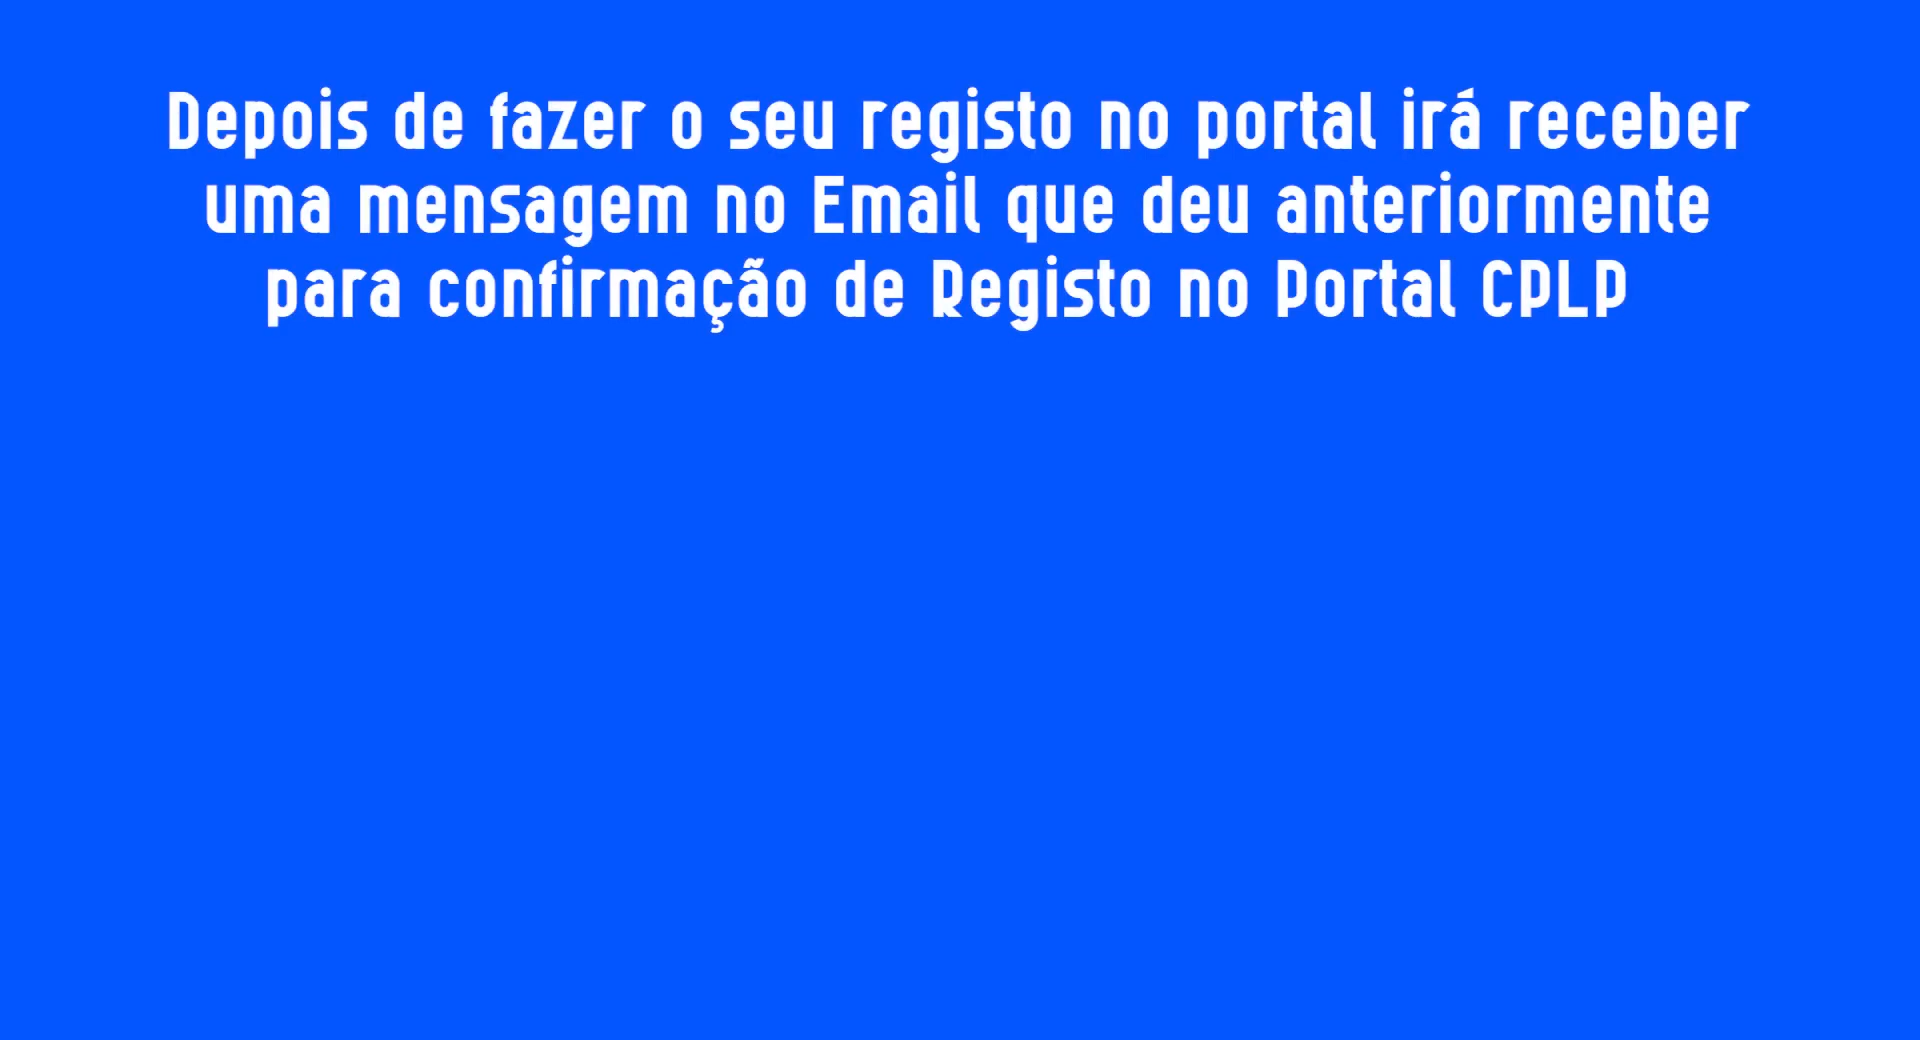 Depois de fazer o seu registo no portal irá receber
uma mensagem no Email que deu anteriormente
para confirmação de Registo no Portal CPLP